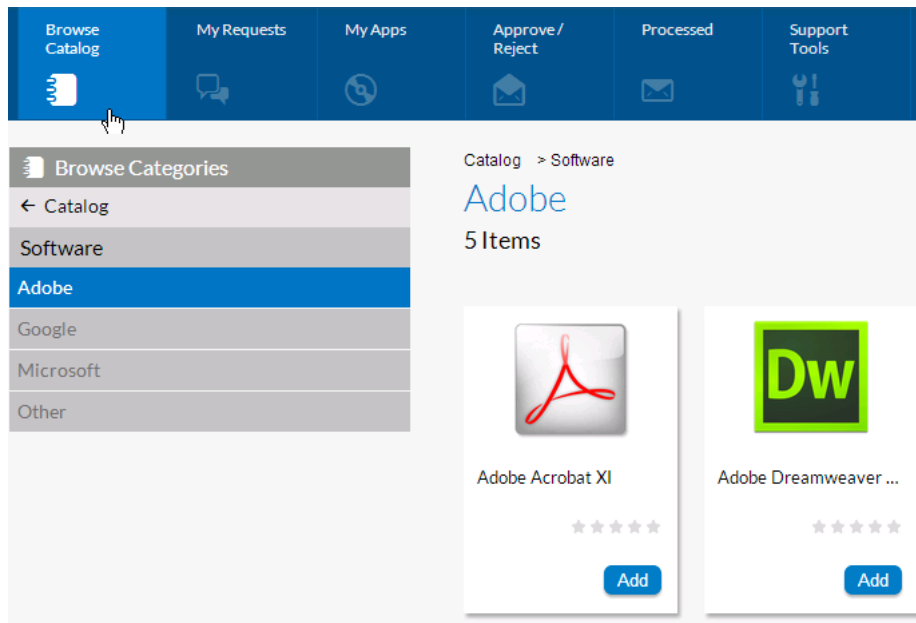 Browse
Catalog
My Requests
My Apps
Approve /
Reject
Processed
Support
Tools
Browse Categories
← Catalog
Software
Adobe
Google
Microsoft
Other
Catalog > Software
Adobe
5 Items
Dw
Adobe Acrobat XI
Adobe Dreamweaver ...
Add
Add